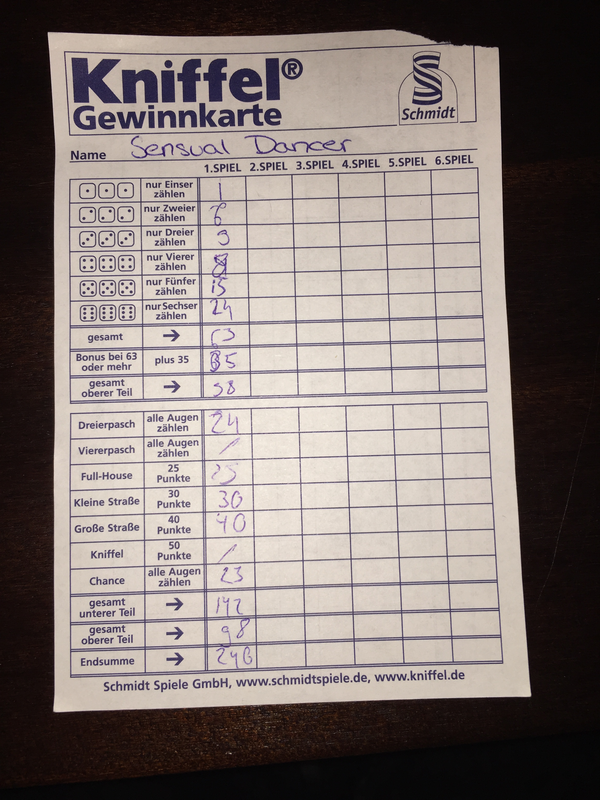 Kniffel®
Gewinnkarte
Schmidt
Name Sensual Dancer
1.SPIEL 2.SPIEL 3.SPIEL 4.SPIEL 5.SPIEL 6.SPIEL
nur Einser zählen 1
nur Zweier zählen 6
nur Dreier zählen 9
nur Vierer zählen 8
nur Fünfer zählen 15
nur Sechser zählen 24
gesamt → 63
Bonus bei 63 oder mehr plus 35 35
gesamt oberer Teil → 98
Dreierpasch alle Augen zählen 24
Viererpasch alle Augen zählen /
Full-House 25 Punkte 25
Kleine Straße 30 Punkte 30
Große Straße 40 Punkte 40
Kniffel 50 Punkte /
Chance alle Augen zählen 23
gesamt unterer Teil → 142
gesamt oberer Teil → 98
Endsumme →
Schmidt Spiele GmbH, www.schmidtspiele.de, www.kniffel.de